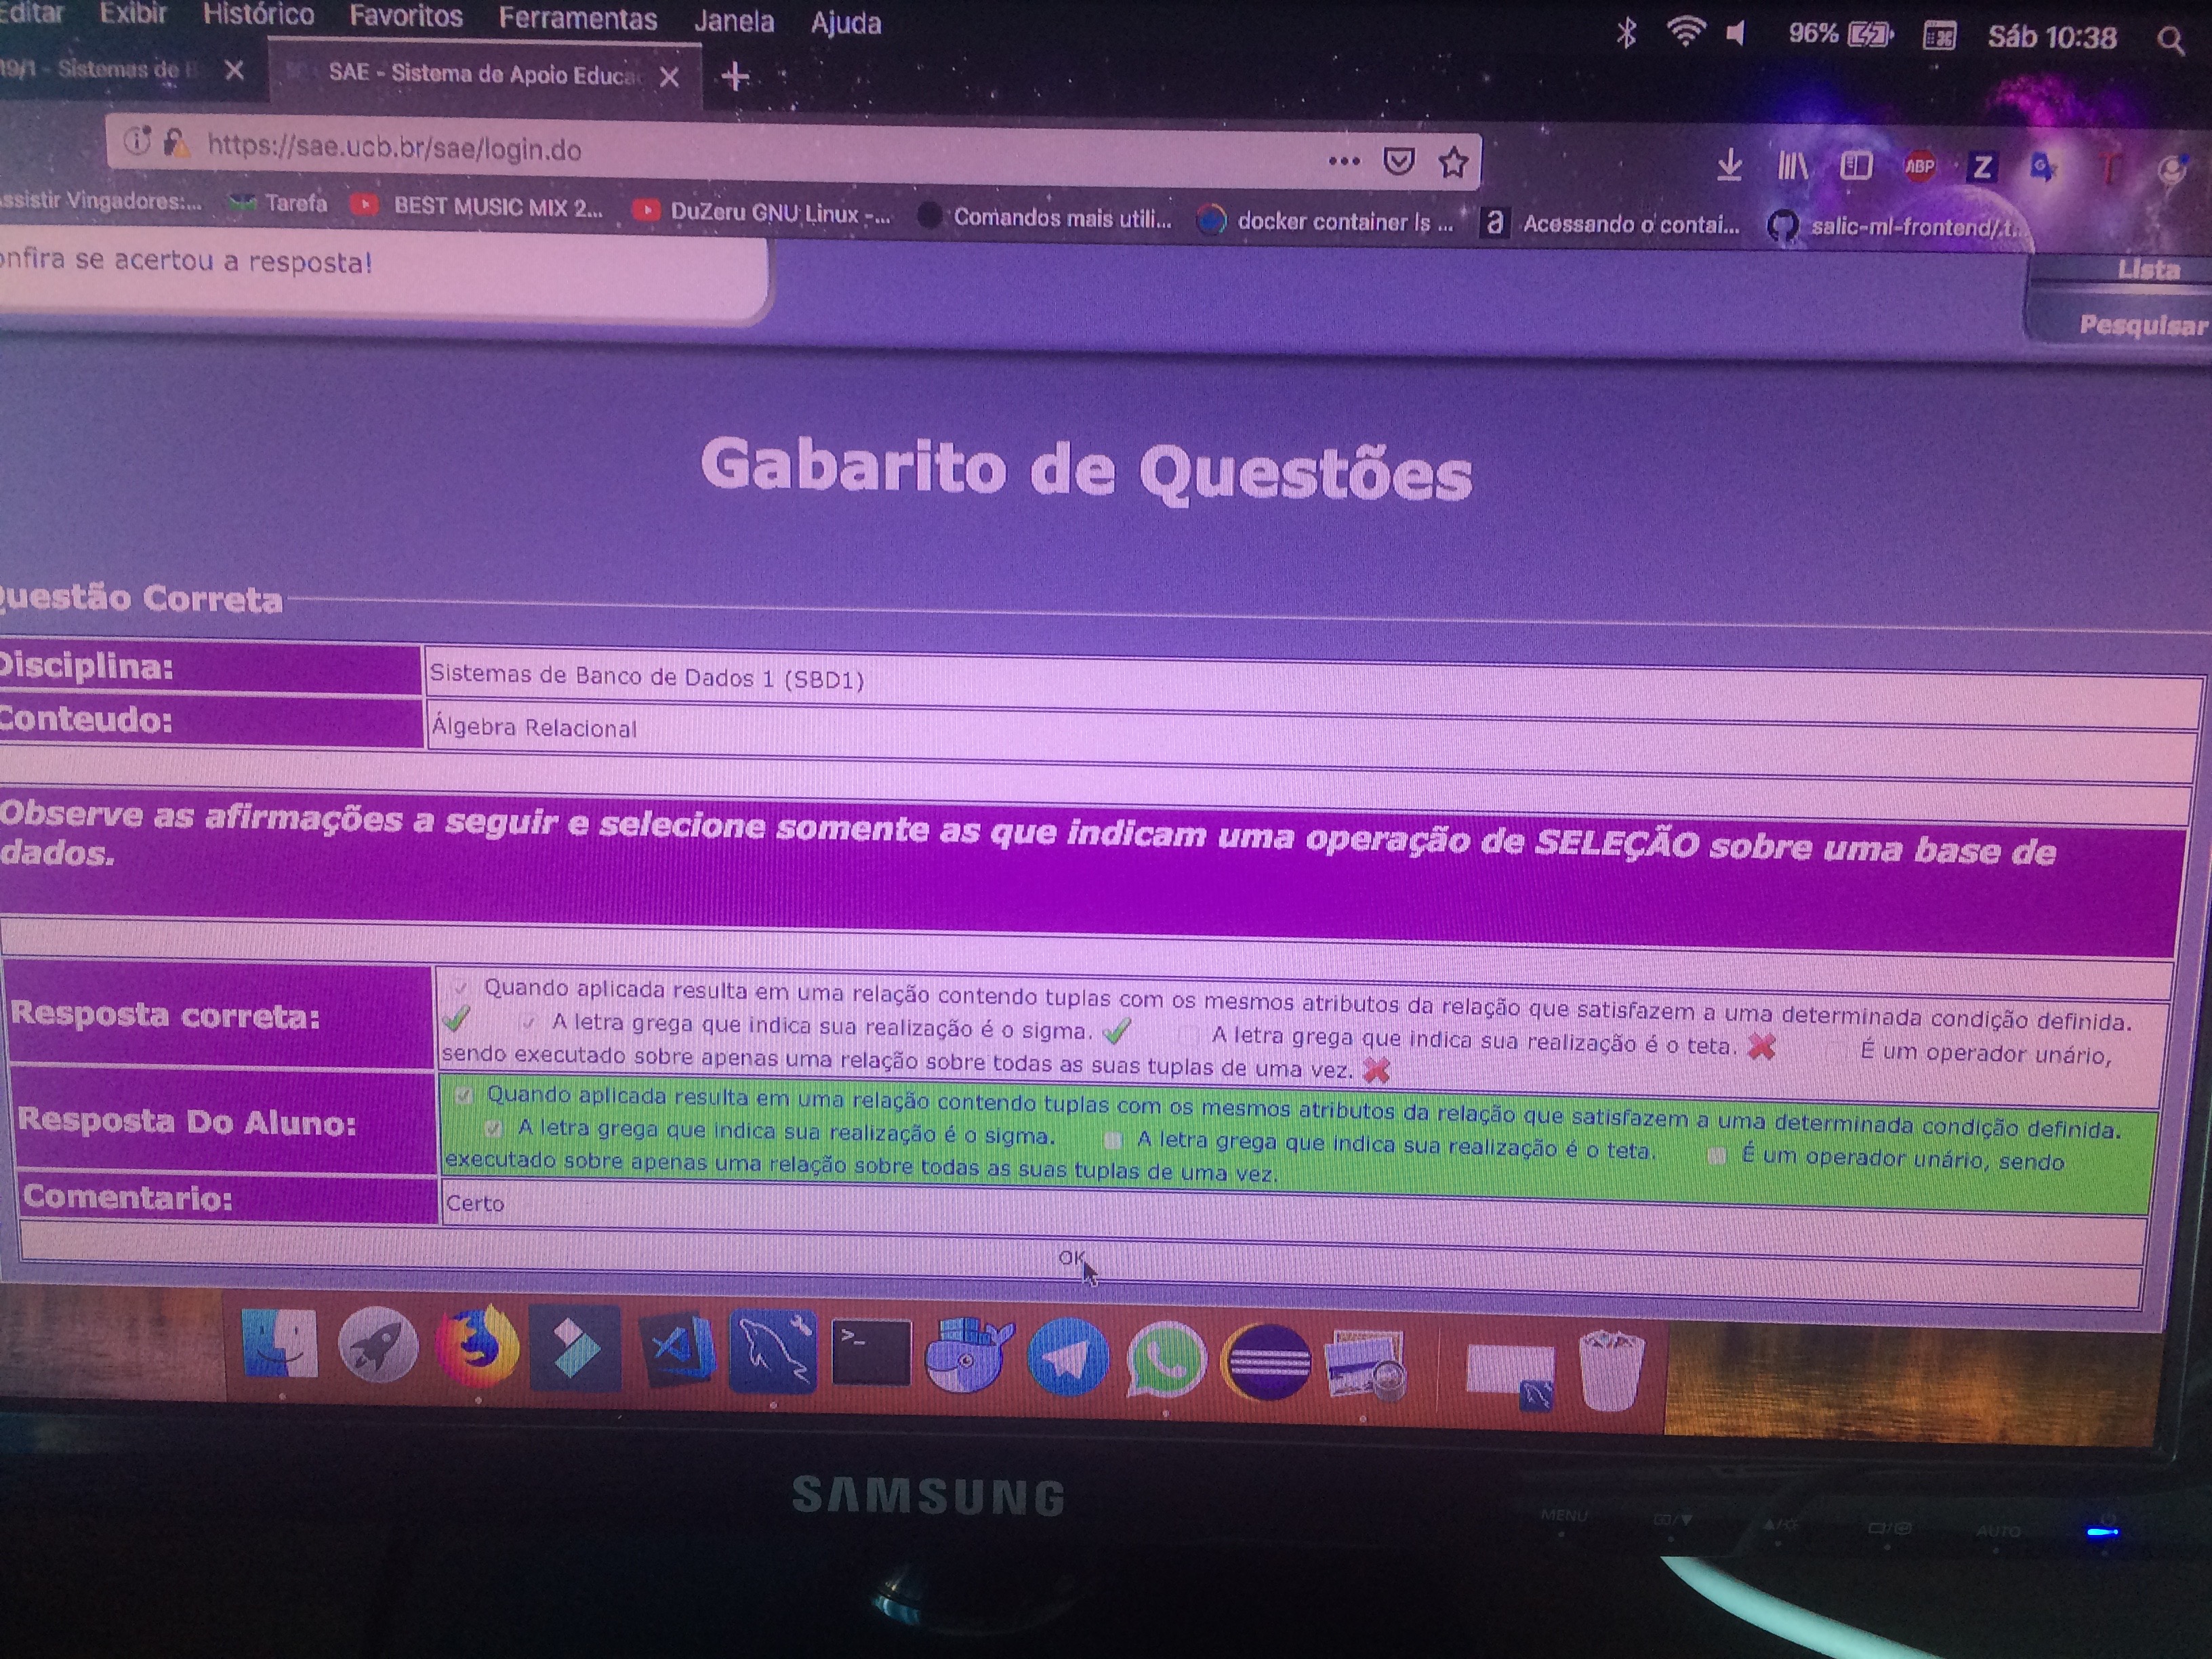 Editar Exibir Histórico Favoritos Ferramentas Janela Ajuda 96% Sáb 10:38
19/1 - Sistemas de SAE - Sistema de Apoio Educa
https://sae.ucb.br/sae/login.do ABP Z
ssistir Vingadores:... Tarefa BEST MUSIC MIX 2... DuZeru GNU Linux -... Comandos mais utili... docker container ls ... a Acessando o contai... salic-ml-frontend/.t...
onfira se acertou a resposta!
Lista
Pesquisar
Gabarito de Questões
Questão Correta
Disciplina: Sistemas de Banco de Dados 1 (SBD1)
Conteudo: Álgebra Relacional
Observe as afirmações a seguir e selecione somente as que indicam uma operação de SELEÇÃO sobre uma base de
dados.
Resposta correta: Quando aplicada resulta em uma relação contendo tuplas com os mesmos atributos da relação que satisfazem a uma determinada condição definida.
A letra grega que indica sua realização é o sigma. A letra grega que indica sua realização é o teta. É um operador unário,
sendo executado sobre apenas uma relação sobre todas as suas tuplas de uma vez.
Resposta Do Aluno: Quando aplicada resulta em uma relação contendo tuplas com os mesmos atributos da relação que satisfazem a uma determinada condição definida.
A letra grega que indica sua realização é o sigma. A letra grega que indica sua realização é o teta. É um operador unário, sendo
executado sobre apenas uma relação sobre todas as suas tuplas de uma vez.
Comentario: Certo
OK
SAMSUNG
MENU AUTO